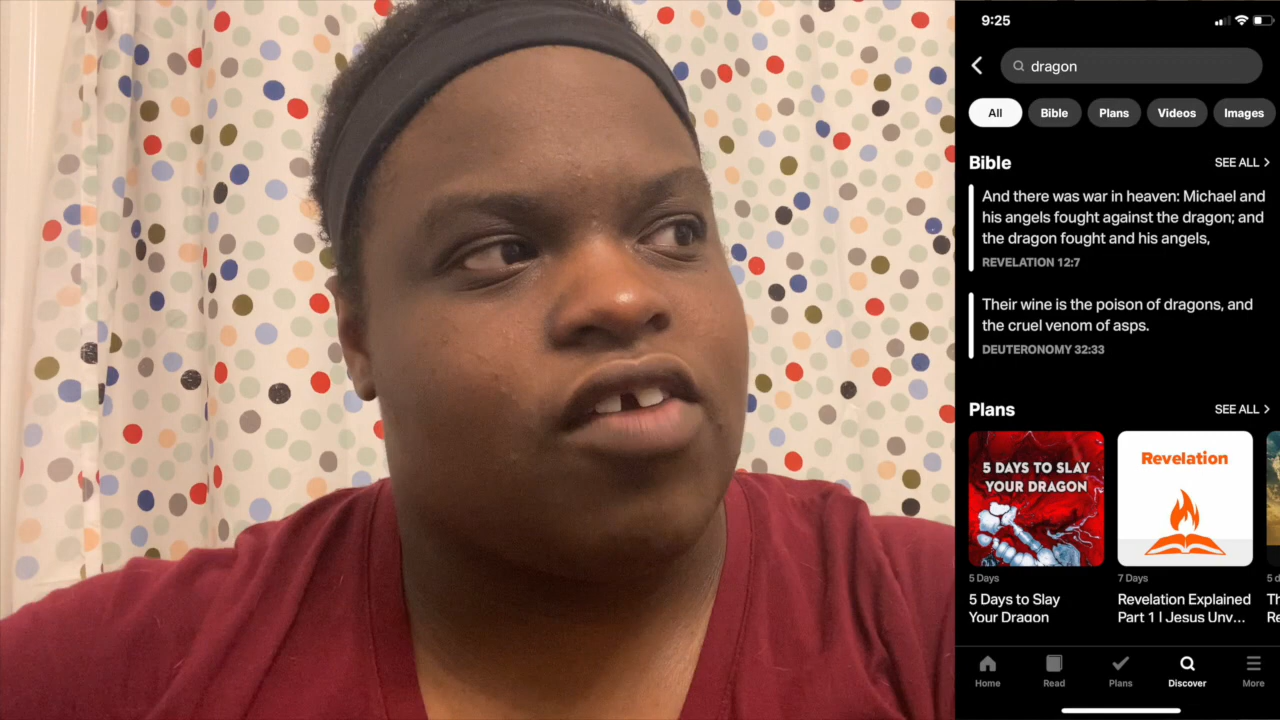 9:25
dragon
All Bible Plans Videos Images
Bible SEE ALL >
And there was war in heaven: Michael and
his angels fought against the dragon; and
the dragon fought and his angels,
REVELATION 12:7
Their wine is the poison of dragons, and
the cruel venom of asps.
DEUTERONOMY 32:33
Plans SEE ALL >
5 DAYS TO SLAY
YOUR DRAGON
Revelation
5 Days
5 Days to Slay
Your Dragon
7 Days
Revelation Explained
Part 1 | Jesus Unv...
5 d
Th
Re
Home Read Plans Discover More